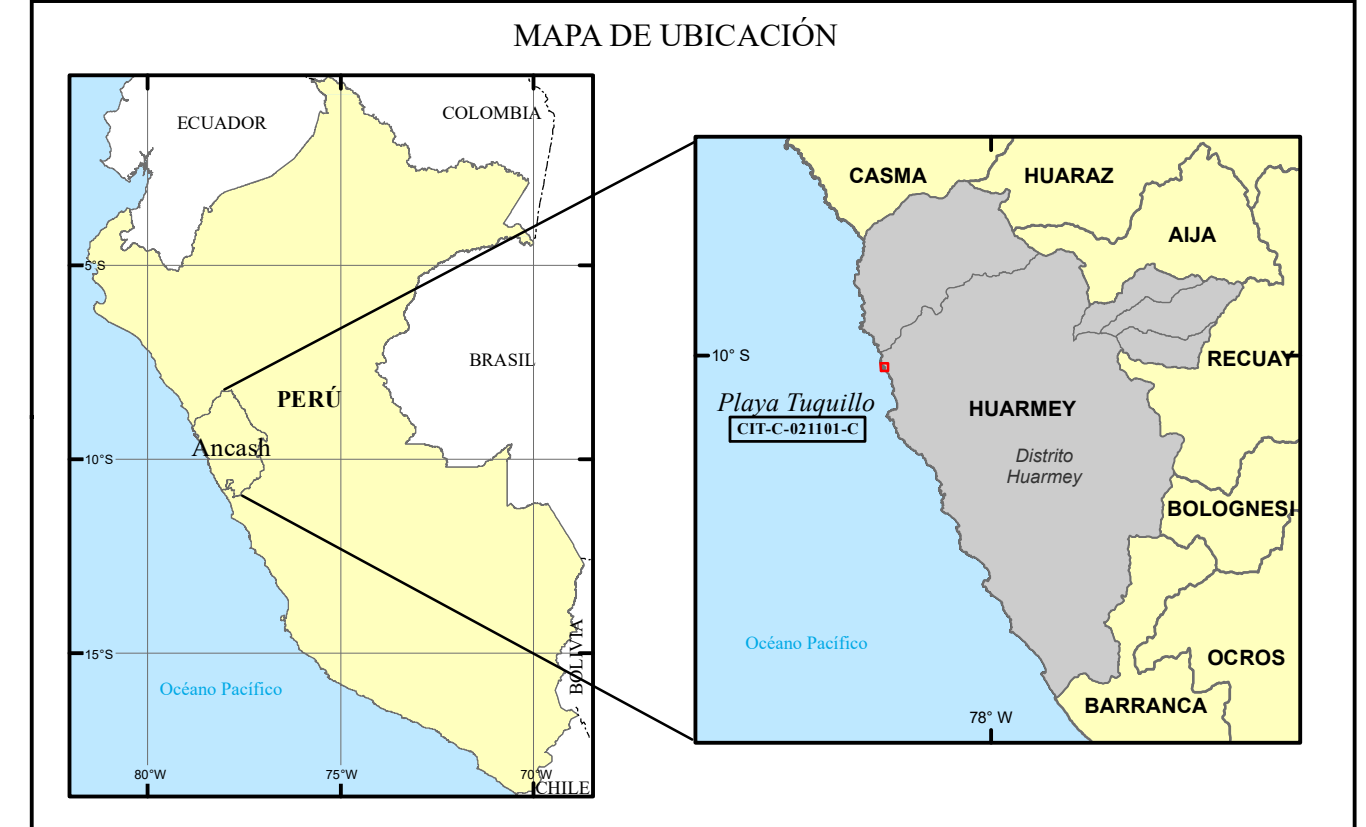 MAPA DE UBICACIÓN
ECUADOR
COLOMBIA
5°S
BRASIL
PERÚ
Ancash
10°S
15°S
BOLIVIA
Océano Pacífico
80°W
75°W
70°W
CHILE
CASMA
HUARAZ
AIJA
10° S
RECUAY
Playa Tuquillo
CIT-C-021101-C
HUARMEY
Distrito
Huarmey
BOLOGNESI
Océano Pacífico
OCROS
BARRANCA
78° W